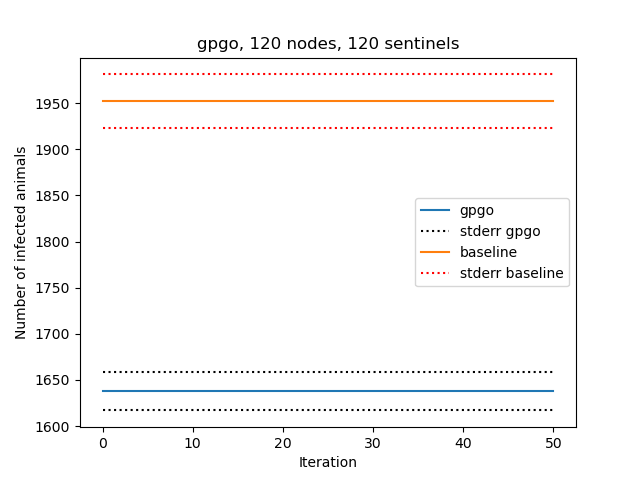 gpgo, 120 nodes, 120 sentinels
Number of infected animals
1950
1900
1850
1800
1750
1700
1650
1600
gpgo
stderr gpgo
baseline
stderr baseline
0 10 20 30 40 50
Iteration